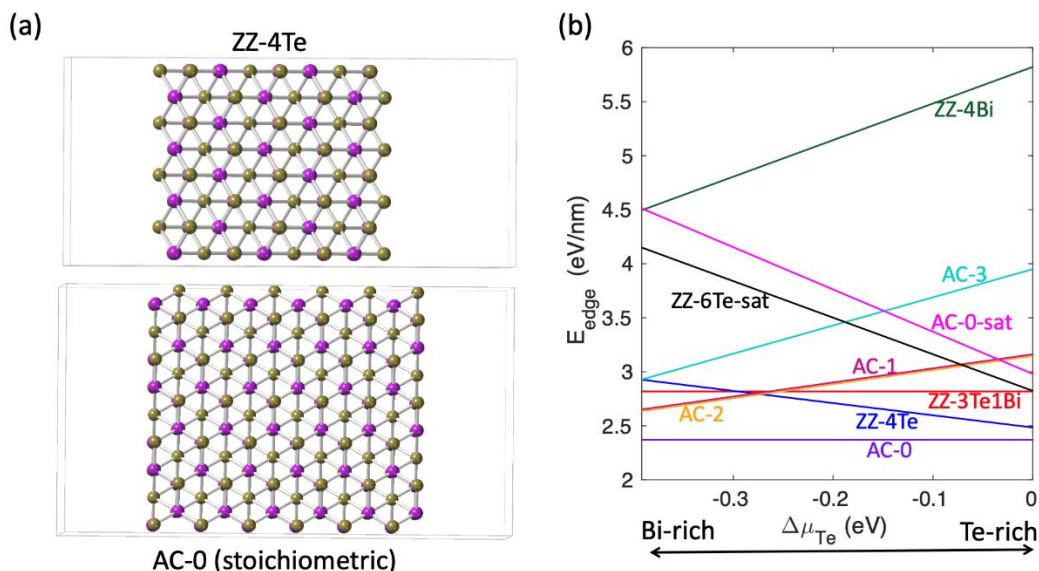 (a)
ZZ-4Te
AC-0 (stoichiometric)
(b)
6
5.5
5
4.5
4
3.5
3
2.5
2
E_edge (eV/nm)
ZZ-4Bi
AC-3
ZZ-6Te-sat
AC-0-sat
AC-1
AC-2
ZZ-3Te1Bi
ZZ-4Te
AC-0
-0.3
-0.2
-0.1
0
Bi-rich
Δμ_Te (eV)
Te-rich